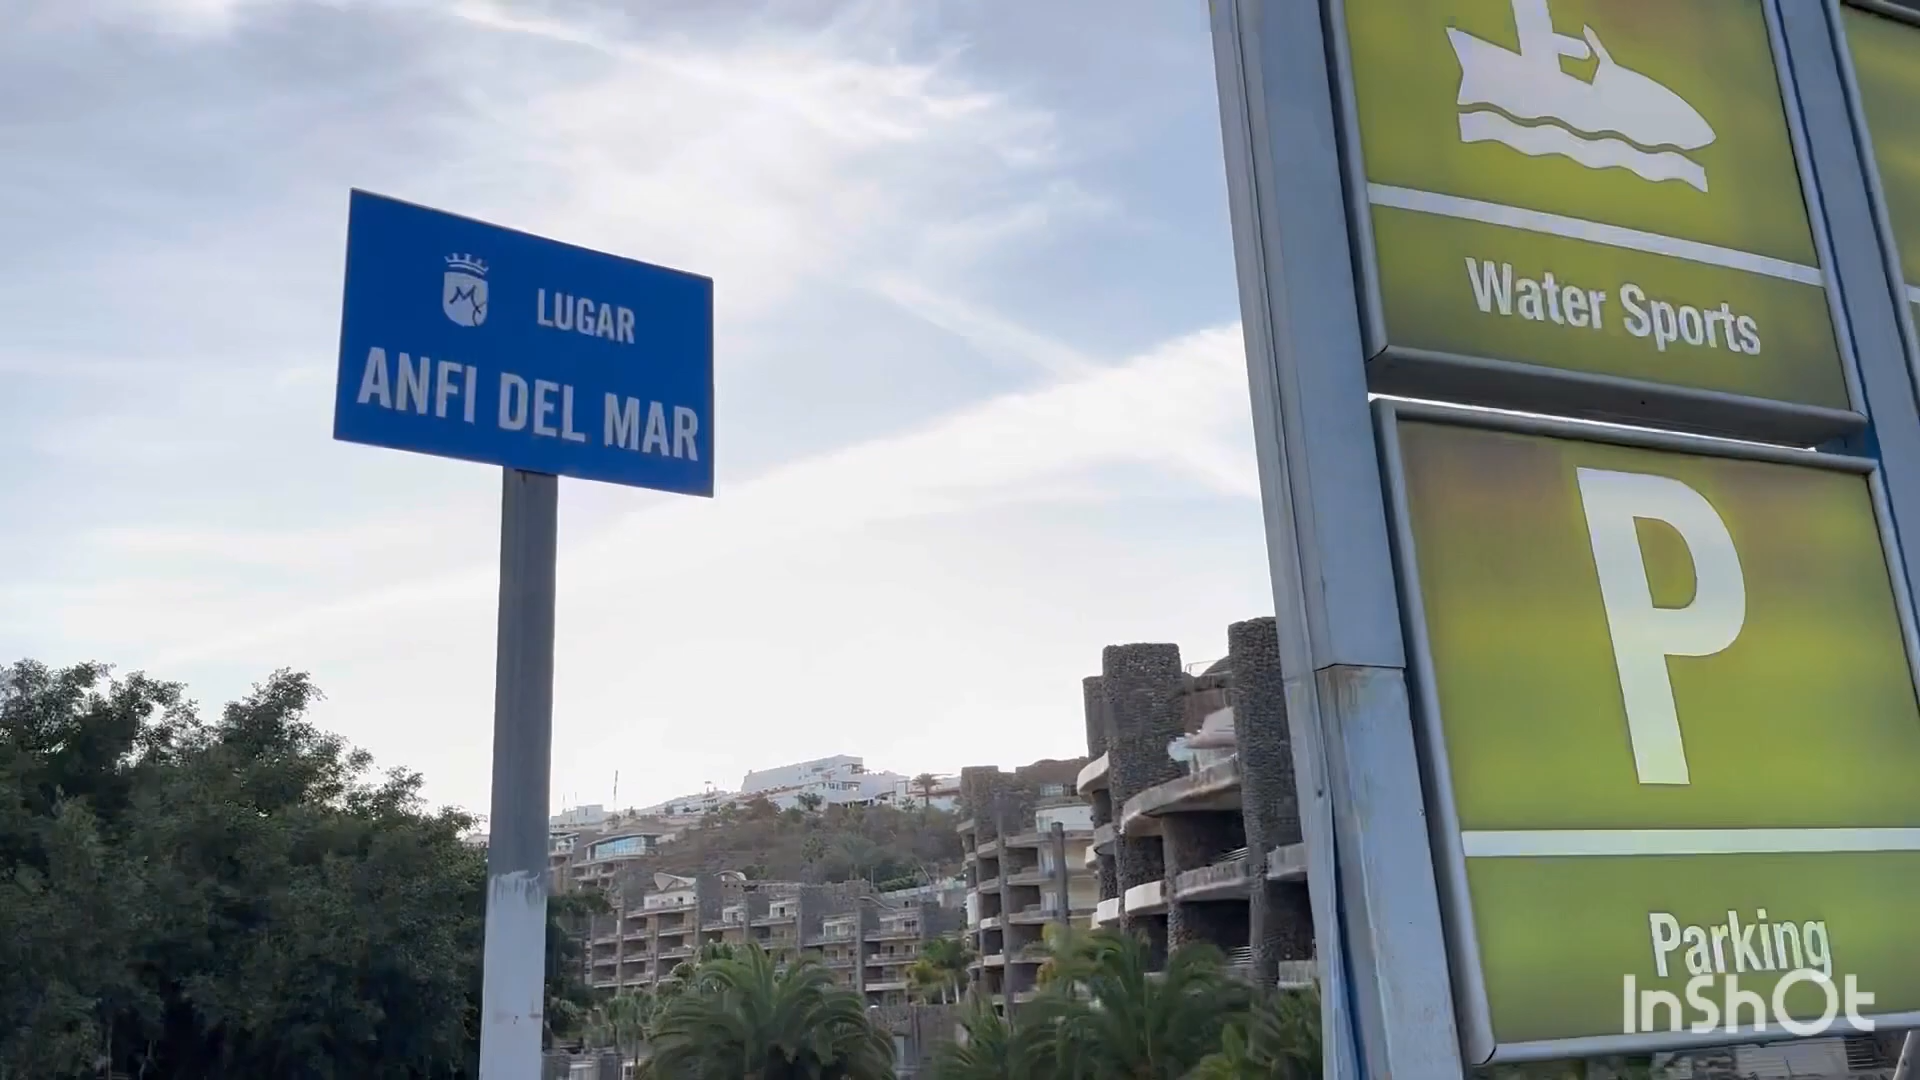 LUGAR
ANFI DEL MAR
Water Sports
P
Parking
InShOt